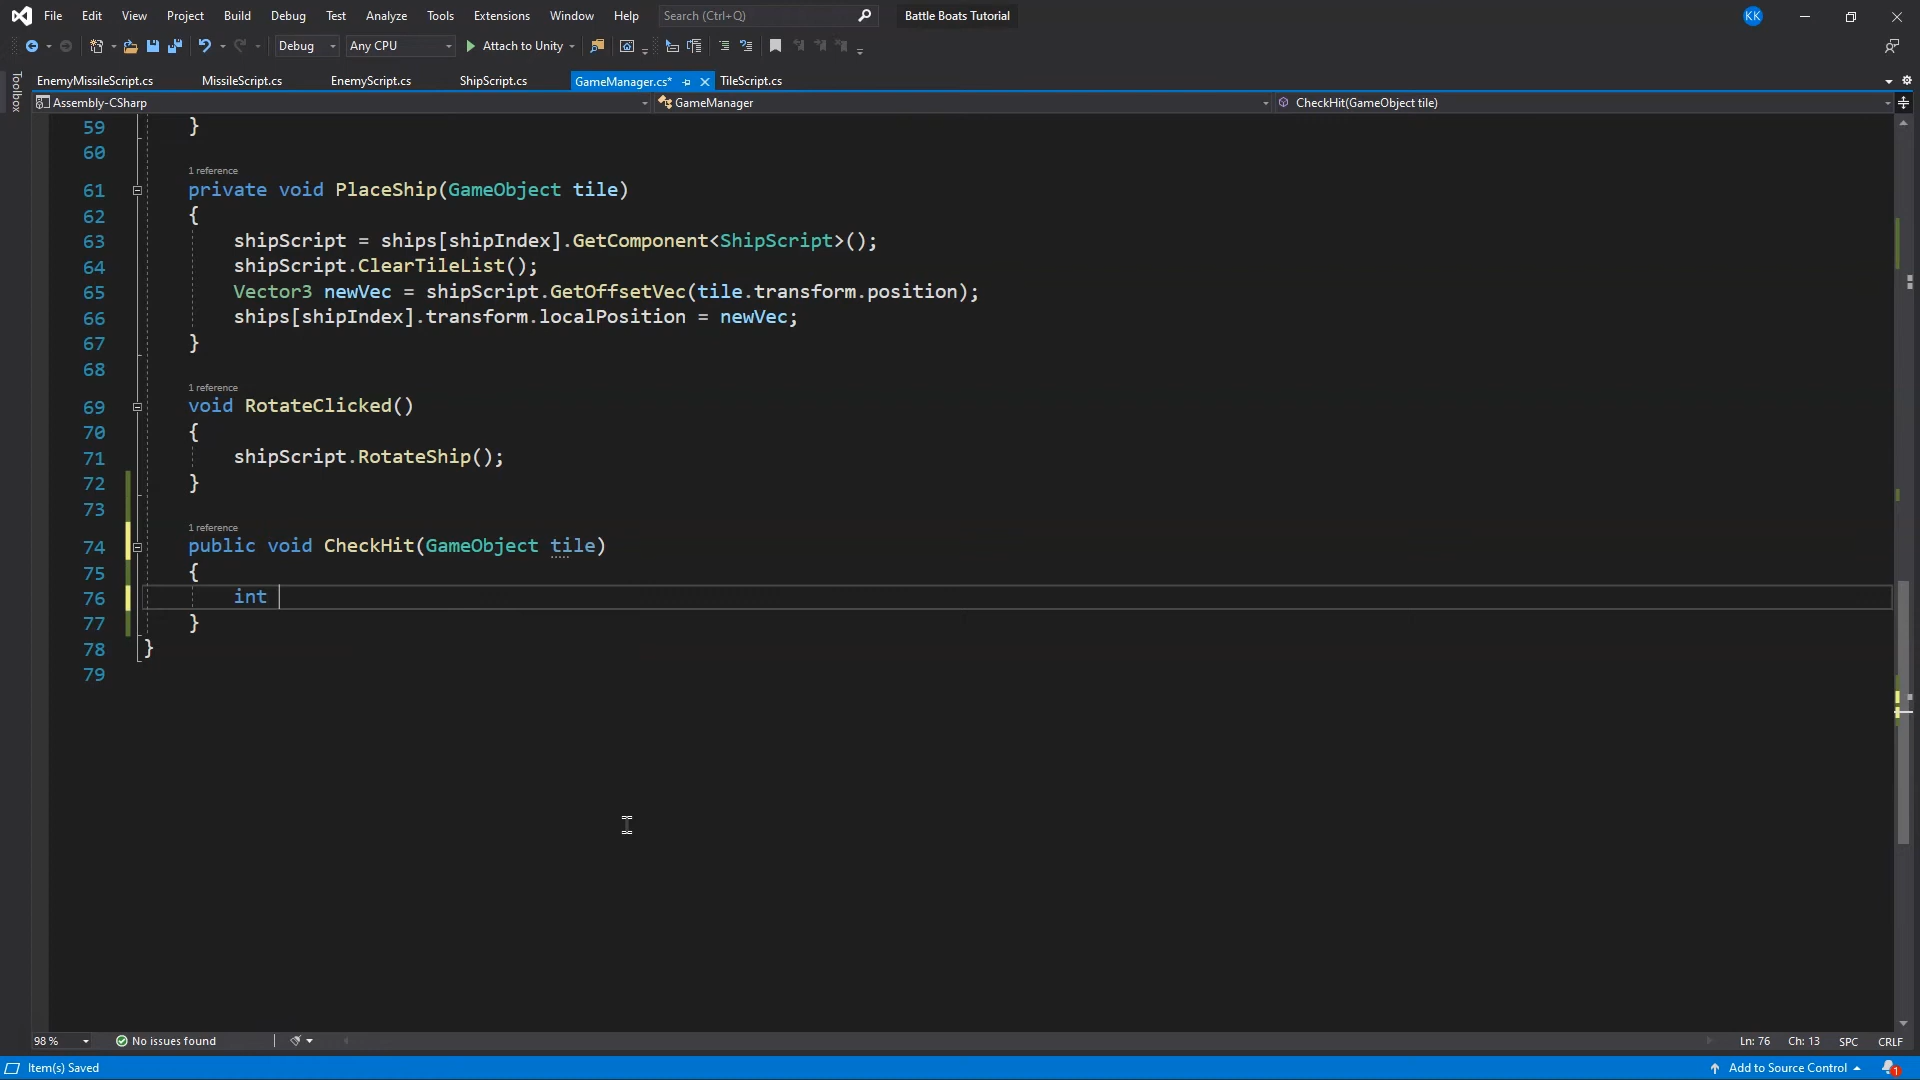 File Edit View Project Build Debug Test Analyze Tools Extensions Window Help Search (Ctrl+Q) Battle Boats Tutorial KK
Debug Any CPU Attach to Unity
Toolbox
EnemyMissileScript.cs MissileScript.cs EnemyScript.cs ShipScript.cs GameManager.cs* TileScript.cs
Assembly-CSharp GameManager CheckHit(GameObject tile)
59 }
60
1 reference
61 private void PlaceShip(GameObject tile)
62 {
63 shipScript = ships[shipIndex].GetComponent<ShipScript>();
64 shipScript.ClearTileList();
65 Vector3 newVec = shipScript.GetOffsetVec(tile.transform.position);
66 ships[shipIndex].transform.localPosition = newVec;
67 }
68
1 reference
69 void RotateClicked()
70 {
71 shipScript.RotateShip();
72 }
73
1 reference
74 public void CheckHit(GameObject tile)
75 {
76 int
77 }
78 }
79
98 % No issues found Ln: 76 Ch: 13 SPC CRLF
Item(s) Saved Add to Source Control 1